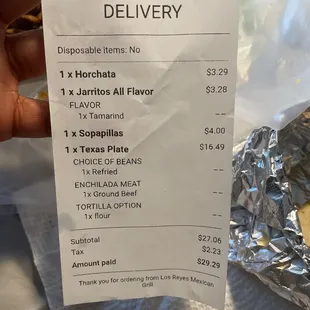 DELIVERY
Disposable items: No
1 x Horchata $3.29
1 x Jarritos All Flavor $3.28
FLAVOR
1x Tamarind --
1 x Sopapillas $4.00
1 x Texas Plate $16.49
CHOICE OF BEANS
1x Refried --
ENCHILADA MEAT
1x Ground Beef --
TORTILLA OPTION
1x flour --
Subtotal $27.06
Tax $2.23
Amount paid $29.29
Thank you for ordering from Los Reyes Mexican
Grill